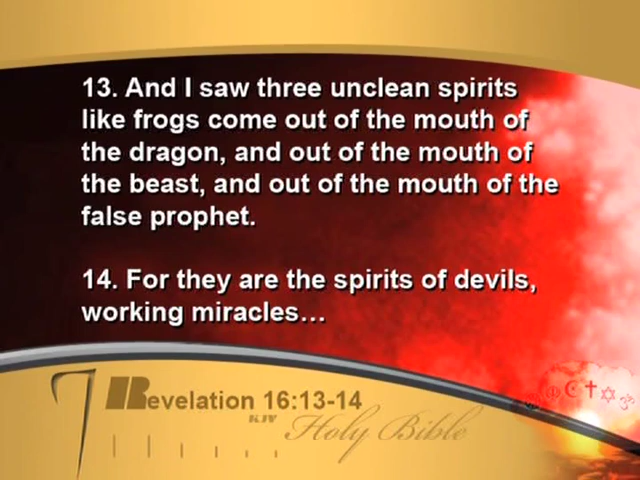 13. And I saw three unclean spirits
like frogs come out of the mouth of
the dragon, and out of the mouth of
the beast, and out of the mouth of the
false prophet.
14. For they are the spirits of devils,
working miracles…
Revelation 16:13-14
KJV Holy Bible